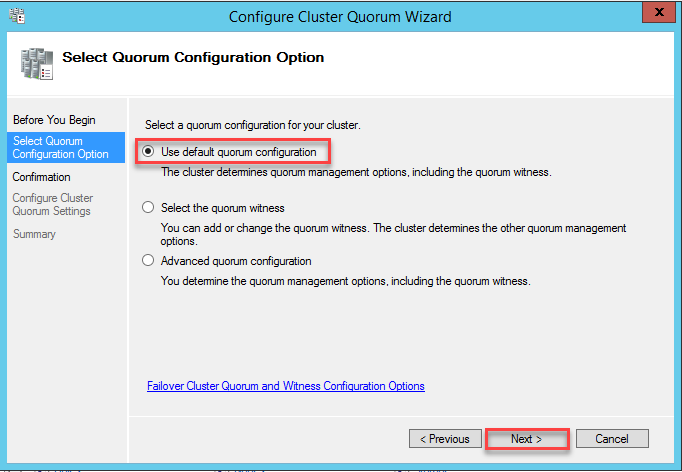 Configure Cluster Quorum Wizard
x
Select Quorum Configuration Option
Before You Begin
Select Quorum
Configuration Option
Confirmation
Configure Cluster
Quorum Settings
Summary
Select a quorum configuration for your cluster.
Use default quorum configuration
The cluster determines quorum management options, including the quorum witness.
Select the quorum witness
You can add or change the quorum witness. The cluster determines the other quorum management
options.
Advanced quorum configuration
You determine the quorum management options, including the quorum witness.
Failover Cluster Quorum and Witness Configuration Options
< Previous
Next >
Cancel